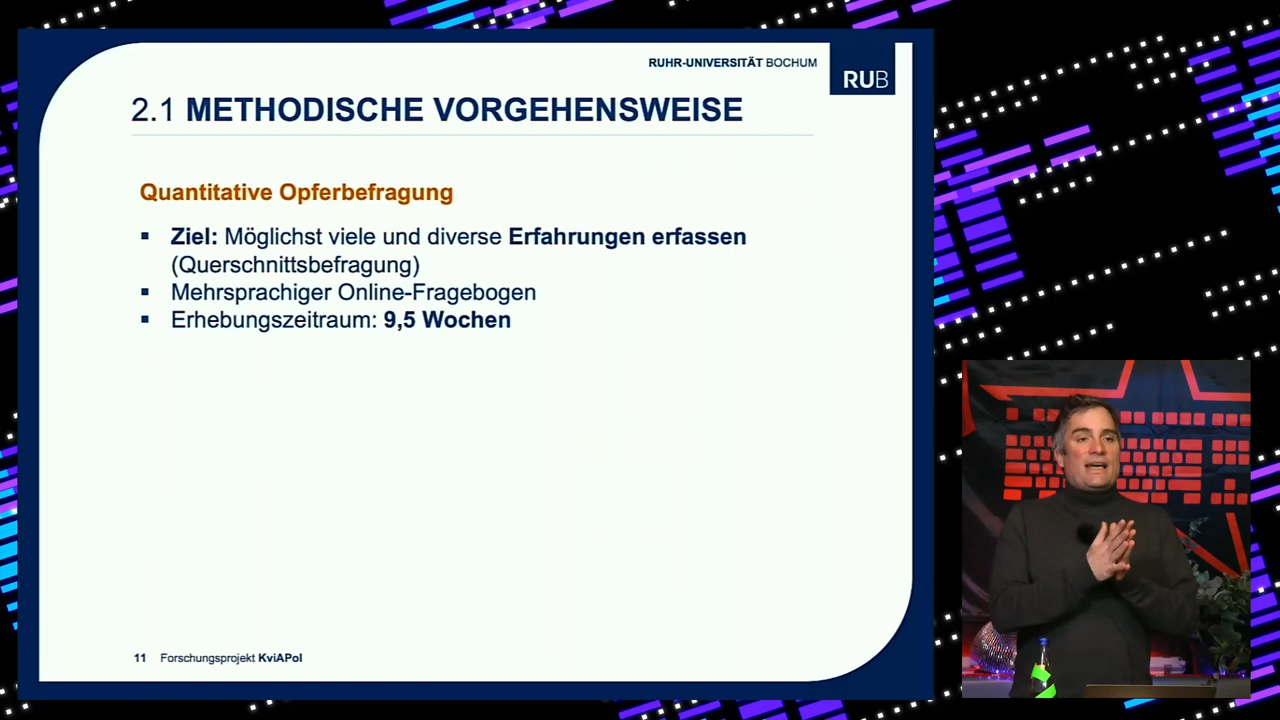 RUHR-UNIVERSITÄT BOCHUM
RUB
2.1 METHODISCHE VORGEHENSWEISE
Quantitative Opferbefragung
▪ Ziel: Möglichst viele und diverse Erfahrungen erfassen
(Querschnittsbefragung)
▪ Mehrsprachiger Online-Fragebogen
▪ Erhebungszeitraum: 9,5 Wochen
11 Forschungsprojekt KviAPol